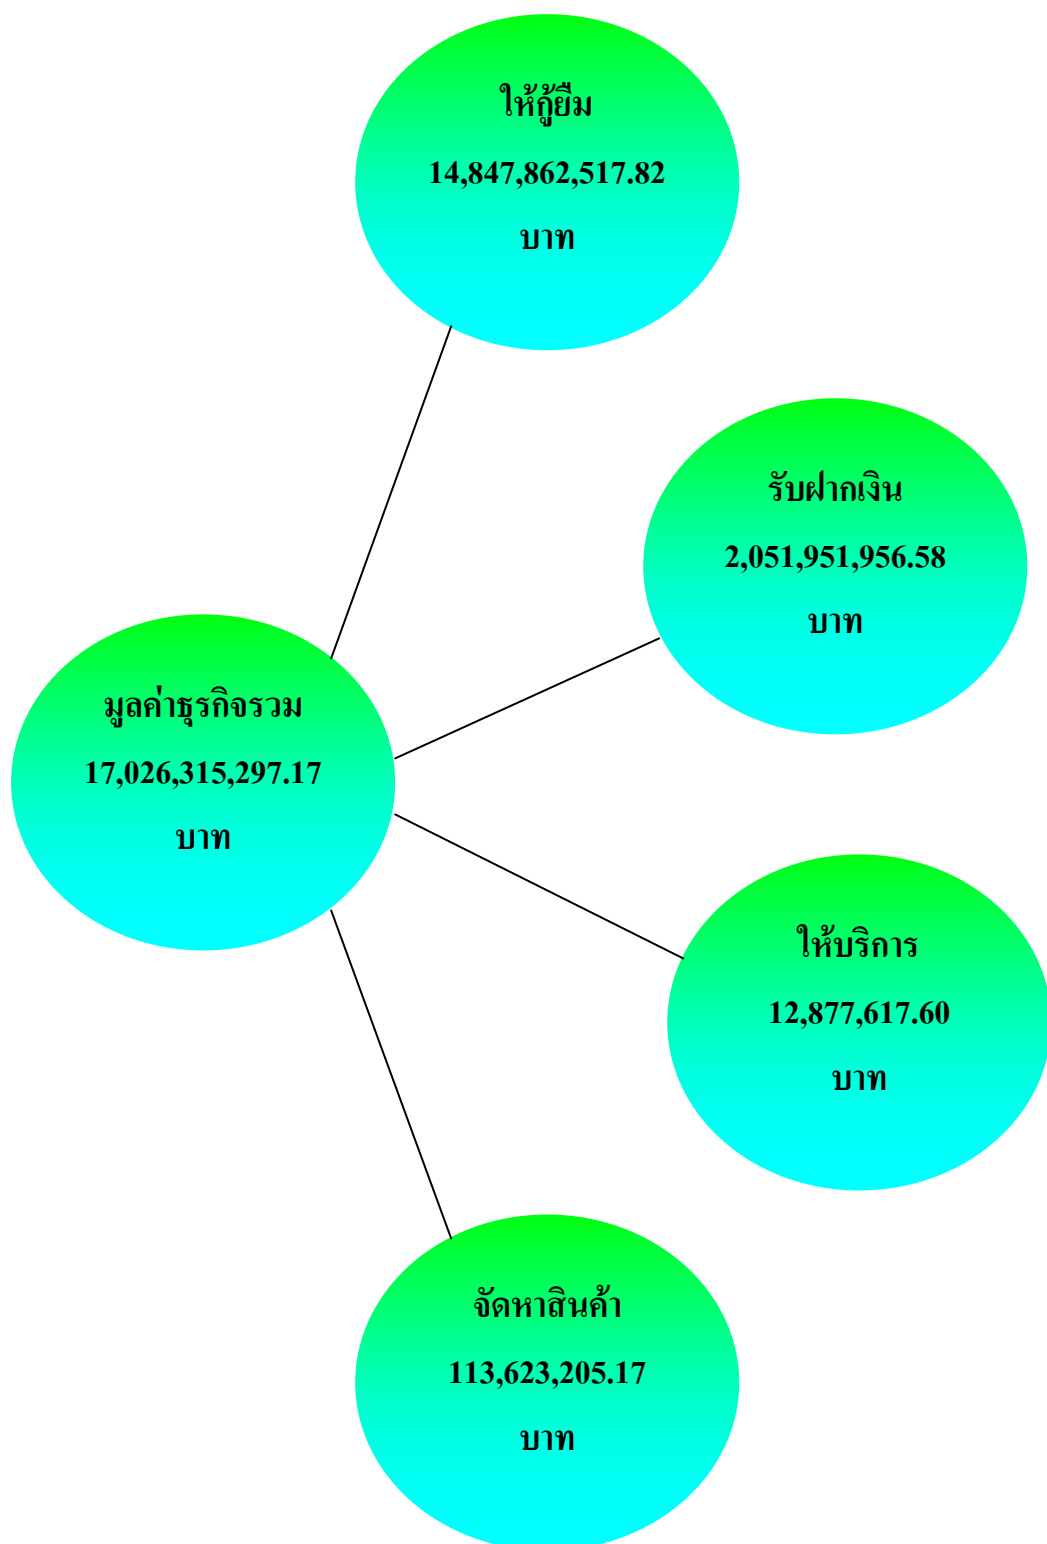 ให้กู้ยืม
14,847,862,517.82
บาท
รับฝากเงิน
2,051,951,956.58
บาท
มูลค่าธุรกิจรวม
17,026,315,297.17
บาท
ให้บริการ
12,877,617.60
บาท
จัดหาสินค้า
113,623,205.17
บาท